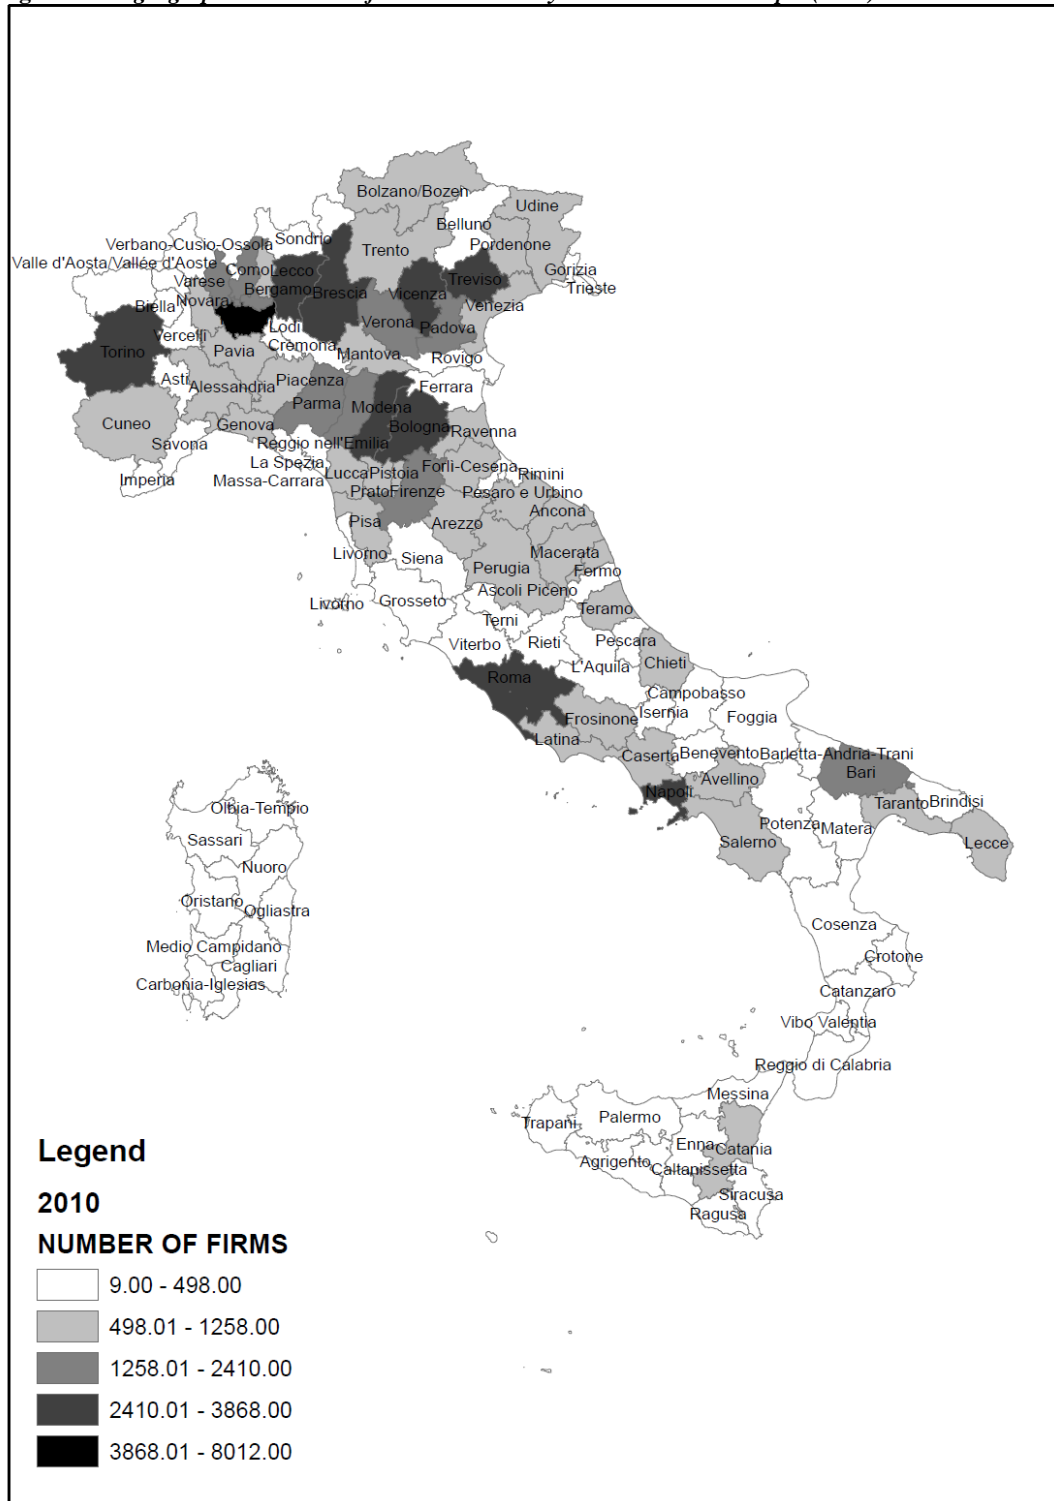 Bolzano/Bozen
Udine
Belluno
Verbano-Cusio-Ossola
Sondrio
Trento
Pordenone
Valle d'Aosta/Vallée d'Aoste
Como
Lecco
Gorizia
Varese
Bergamo
Brescia
Vicenza
Treviso
Trieste
Biella
Novara
Venezia
Lodi
Verona
Padova
Vercelli
Cremona
Torino
Pavia
Mantova
Rovigo
Asti
Alessandria
Piacenza
Ferrara
Parma
Modena
Cuneo
Genova
Bologna
Ravenna
Savona
Reggio nell'Emilia
La Spezia
Forlì-Cesena
Imperia
Massa-Carrara
Lucca
Pistoia
Rimini
Prato
Firenze
Pesaro e Urbino
Pisa
Arezzo
Ancona
Livorno
Siena
Macerata
Perugia
Fermo
Livorno
Grosseto
Ascoli Piceno
Teramo
Terni
Viterbo
Rieti
Pescara
L'Aquila
Chieti
Roma
Campobasso
Isernia
Foggia
Frosinone
Latina
Caserta
Benevento
Barletta-Andria-Trani
Bari
Napoli
Avellino
Olbia-Tempio
Taranto
Brindisi
Potenza
Matera
Sassari
Salerno
Lecce
Nuoro
Oristano
Ogliastra
Cosenza
Medio Campidano
Crotone
Cagliari
Carbonia-Iglesias
Catanzaro
Vibo Valentia
Reggio di Calabria
Messina
Trapani
Palermo
Enna
Catania
Agrigento
Caltanissetta
Siracusa
Ragusa
Legend
2010
NUMBER OF FIRMS
9.00 - 498.00
498.01 - 1258.00
1258.01 - 2410.00
2410.01 - 3868.00
3868.01 - 8012.00